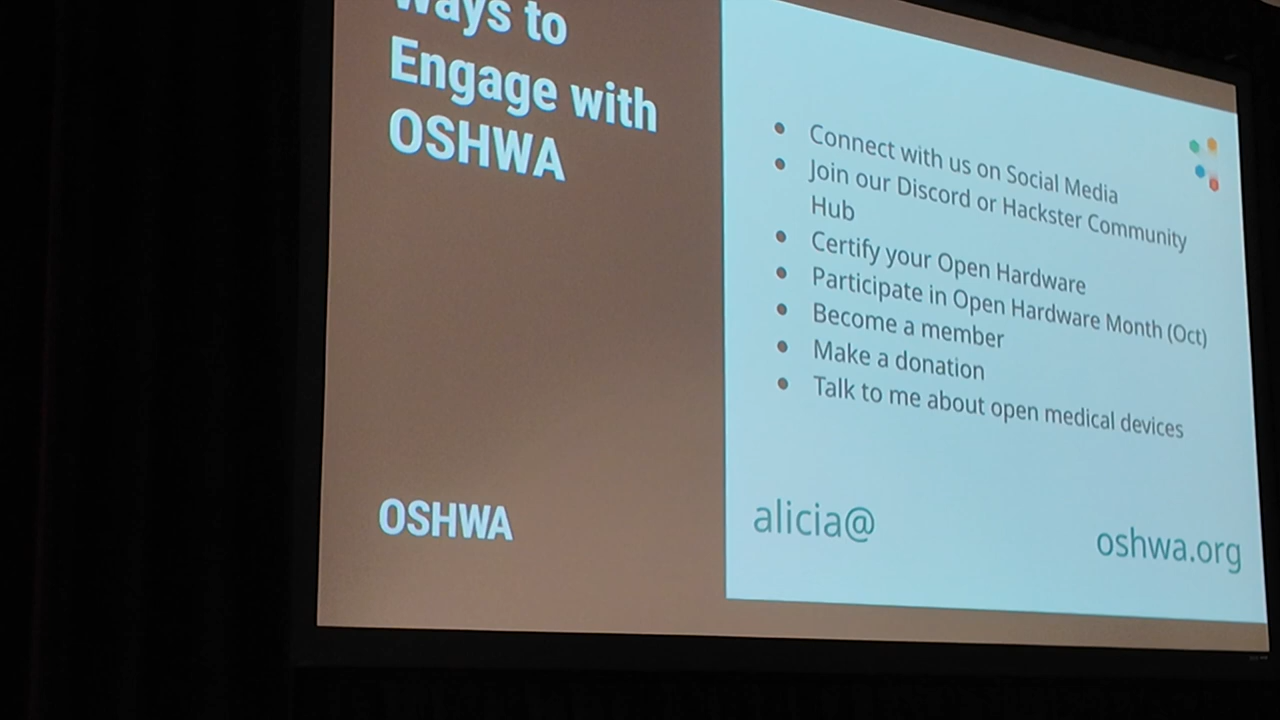 Ways to
Engage with
OSHWA
Connect with us on Social Media
Join our Discord or Hackster Community
Hub
Certify your Open Hardware
Participate in Open Hardware Month (Oct)
Become a member
Make a donation
Talk to me about open medical devices
OSHWA
alicia@
oshwa.org